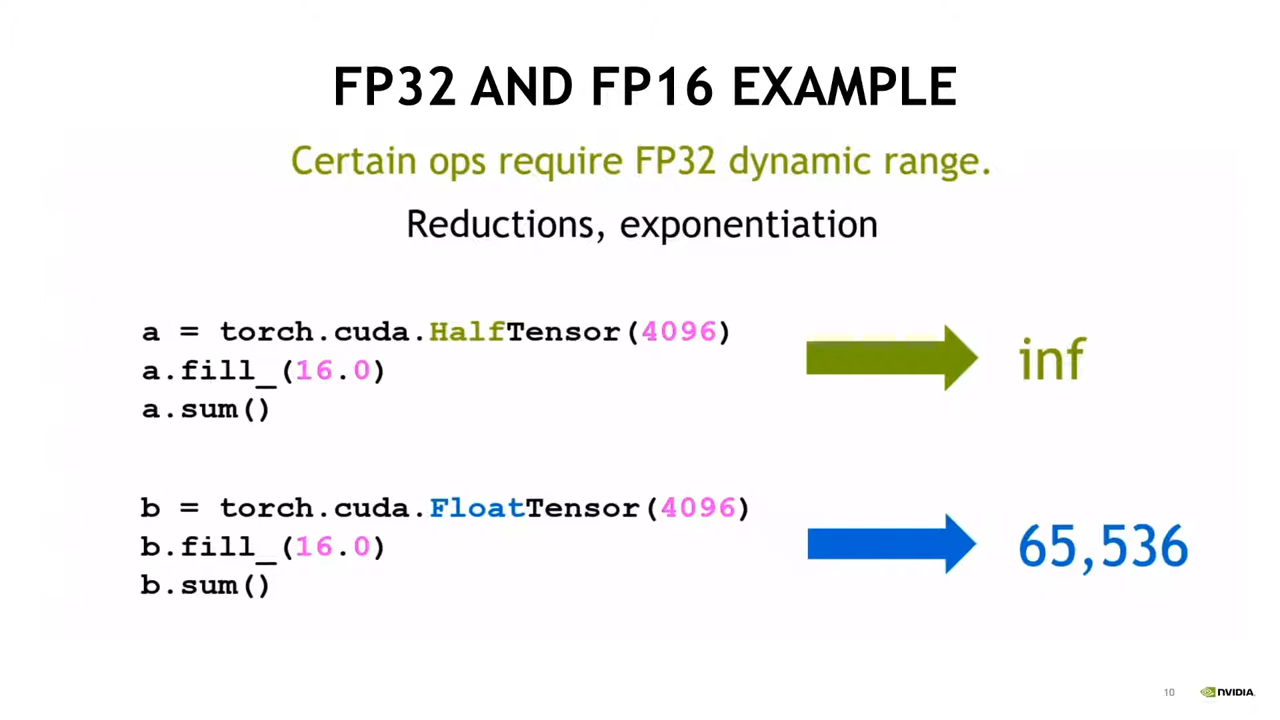 FP32 AND FP16 EXAMPLE
Certain ops require FP32 dynamic range.
Reductions, exponentiation
a = torch.cuda.HalfTensor(4096)
a.fill_(16.0)
a.sum()
inf
b = torch.cuda.FloatTensor(4096)
b.fill_(16.0)
b.sum()
65,536
10
NVIDIA.